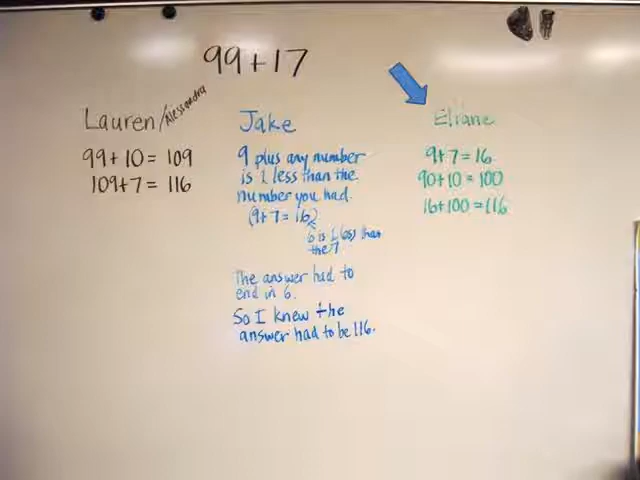 99+17
Lauren/Alessandra
99+10 = 109
109+7 = 116
Jake
9 plus any number
is 1 less than the
number you had.
(9+7=16)
6 is 1 less than
the 7
The answer had to
end in 6.
So I knew the
answer had to be 116.
Eliane
9+7=16
90+10=100
16+100=116